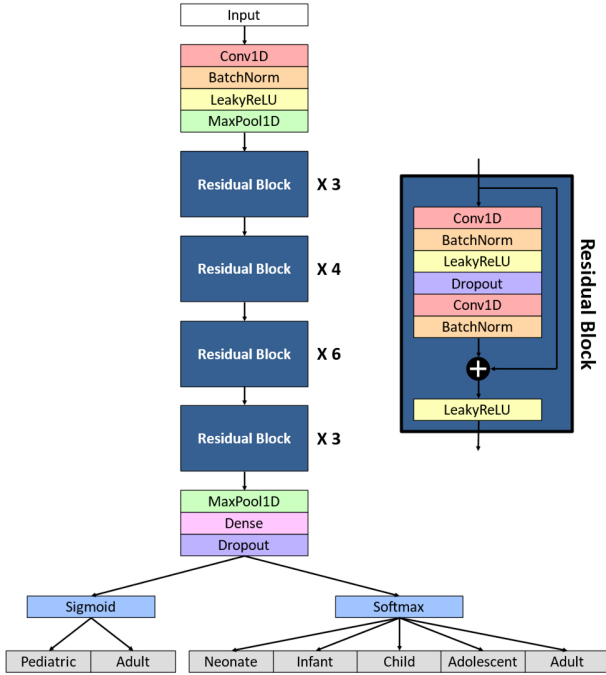 Input
Conv1D
BatchNorm
LeakyReLU
MaxPool1D
Residual Block X 3
Residual Block X 4
Residual Block X 6
Residual Block X 3
MaxPool1D
Dense
Dropout
Sigmoid
Softmax
Pediatric
Adult
Neonate
Infant
Child
Adolescent
Adult
Conv1D
BatchNorm
LeakyReLU
Dropout
Conv1D
BatchNorm
+
LeakyReLU
Residual Block